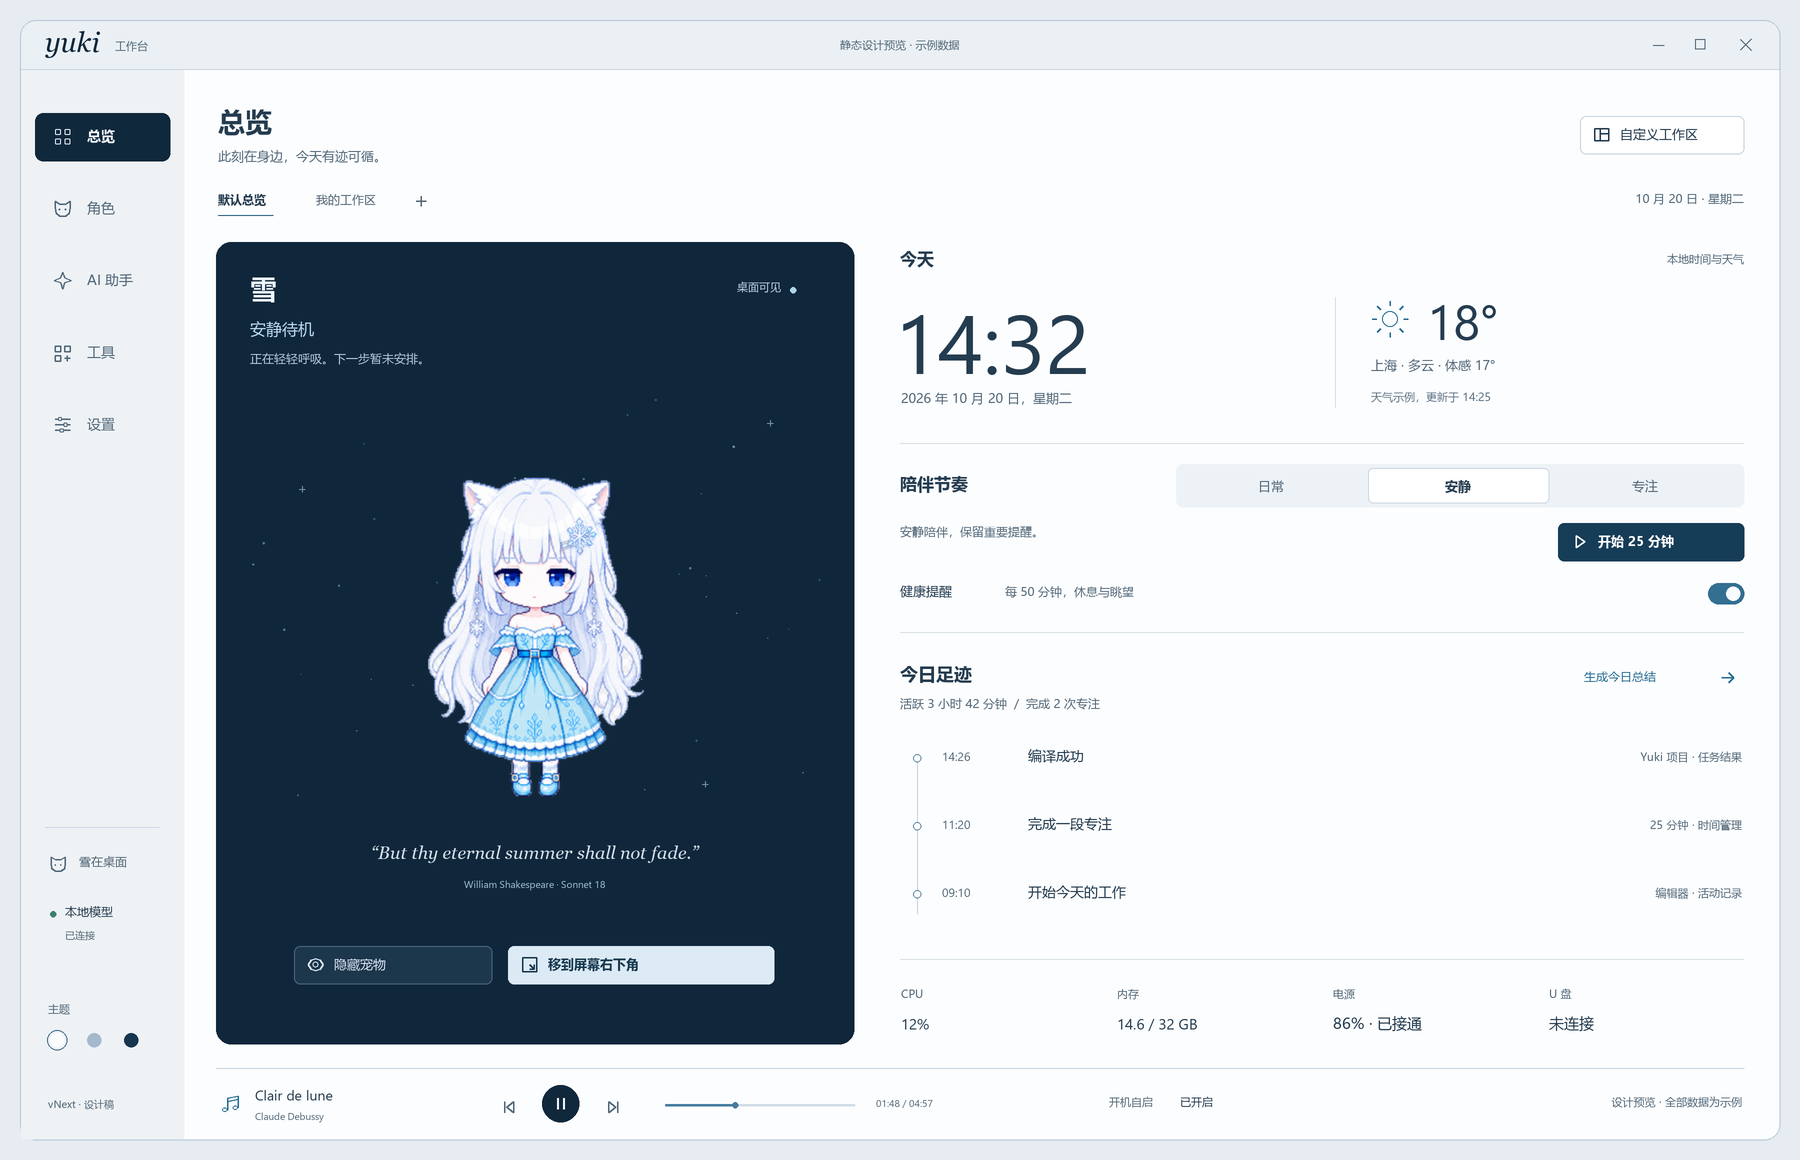 yuki 工作台
静态设计预览 · 示例数据
总览
角色
AI 助手
工具
设置
雪在桌面
本地模型
已连接
主题
vNext · 设计稿
总览
此刻在身边，今天有迹可循。
自定义工作区
默认总览 我的工作区 +
10 月 20 日 · 星期二
雪
桌面可见
安静待机
正在轻轻呼吸。下一步暂未安排。
“But thy eternal summer shall not fade.”
William Shakespeare · Sonnet 18
隐藏宠物
移到屏幕右下角
今天
本地时间与天气
14:32
2026 年 10 月 20 日，星期二
18°
上海 · 多云 · 体感 17°
天气示例，更新于 14:25
陪伴节奏
日常 安静 专注
安静陪伴，保留重要提醒。
开始 25 分钟
健康提醒 每 50 分钟，休息与眺望
今日足迹
生成今日总结
活跃 3 小时 42 分钟 / 完成 2 次专注
14:26 编译成功 Yuki 项目 · 任务结果
11:20 完成一段专注 25 分钟 · 时间管理
09:10 开始今天的工作 编辑器 · 活动记录
CPU 内存 电源 U 盘
12% 14.6 / 32 GB 86% · 已接通 未连接
Clair de lune
Claude Debussy
01:48 / 04:57
开机自启 已开启
设计预览 · 全部数据为示例